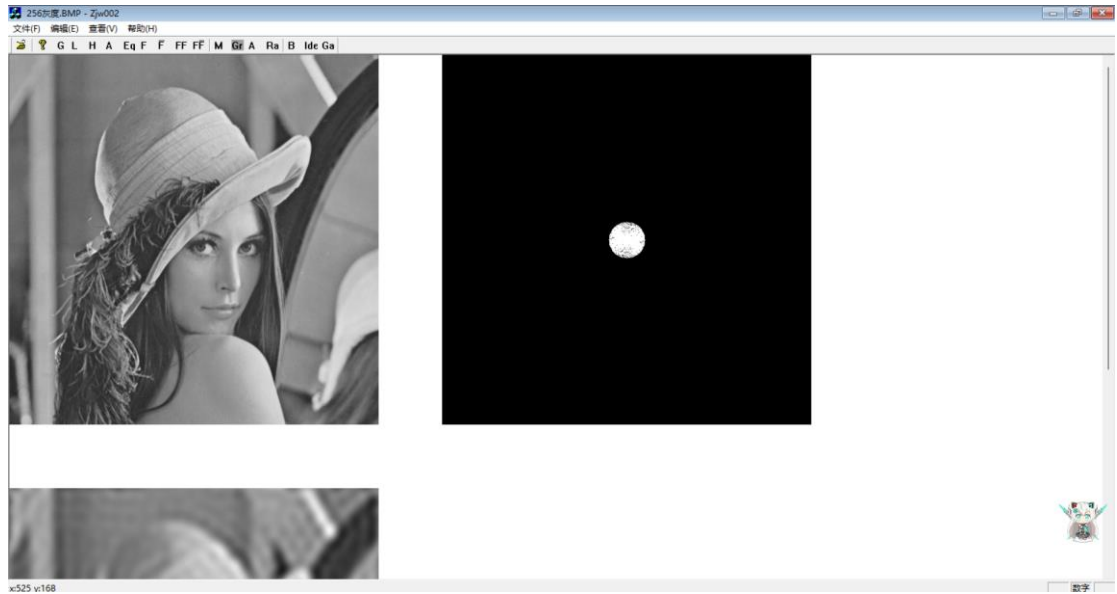 256灰度.BMP - Zjw002
文件(F) 编辑(E) 查看(V) 帮助(H)
G L H A Eq F F̅ FF FF̅ M Gr A Ra B Ide Ga
x:525 y:168
数字